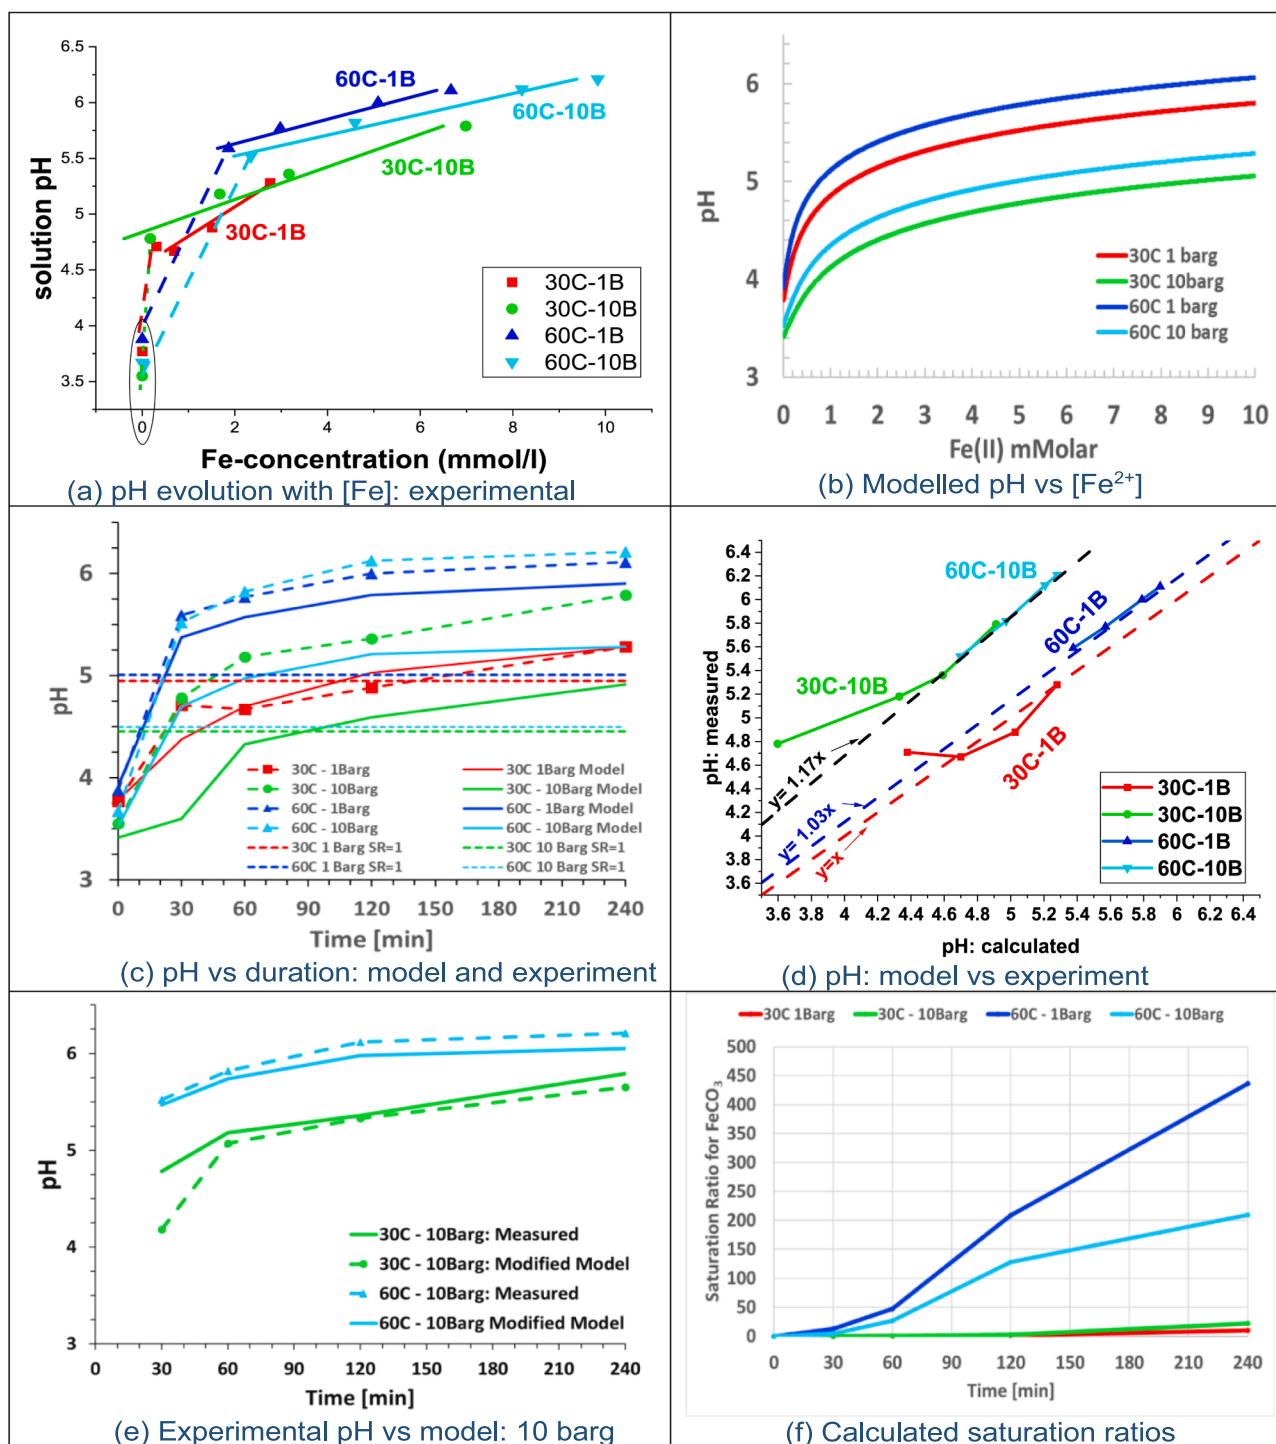 6.5
6.0
5.5
5.0
4.5
4.0
3.5
solution pH
60C-1B
60C-10B
30C-10B
30C-1B
30C-1B
30C-10B
60C-1B
60C-10B
0 2 4 6 8 10
Fe-concentration (mmol/l)
(a) pH evolution with [Fe]: experimental
6
5
4
3
pH
30C 1 barg
30C 10barg
60C 1 barg
60C 10 barg
0 1 2 3 4 5 6 7 8 9 10
Fe(II) mMolar
(b) Modelled pH vs [Fe²⁺]
6
5
4
3
pH
30C - 1Barg 30C 1Barg Model
30C - 10Barg 30C - 10Barg Model
60C - 1Barg 60C - 1Barg Model
60C - 10Barg 60C - 10Barg Model
30C 1 Barg SR=1 30C 10 Barg SR=1
60C 1 Barg SR=1 60C 10 Barg SR=1
0 30 60 90 120 150 180 210 240
Time [min]
(c) pH vs duration: model and experiment
6.4
6.2
6
5.8
5.6
5.4
5.2
5
4.8
4.6
4.4
4.2
4
3.8
3.6
pH: measured
60C-10B
60C-1B
30C-10B
30C-1B
y= 1.17x
y= 1.03x
y=x
30C-1B
30C-10B
60C-1B
60C-10B
3.6 3.8 4 4.2 4.4 4.6 4.8 5 5.2 5.4 5.6 5.8 6 6.2 6.4
pH: calculated
(d) pH: model vs experiment
6
5
4
3
pH
30C - 10Barg: Measured
30C - 10Barg: Modified Model
60C - 10Barg: Measured
60C - 10Barg Modified Model
0 30 60 90 120 150 180 210 240
Time [min]
(e) Experimental pH vs model: 10 barg
30C 1Barg 30C - 10Barg 60C - 1Barg 60C - 10Barg
500
450
400
350
300
250
200
150
100
50
0
Saturation Ratio for FeCO₃
0 30 60 90 120 150 180 210 240
Time [min]
(f) Calculated saturation ratios